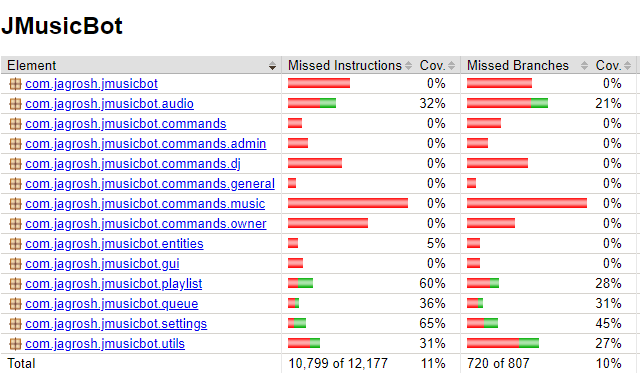 JMusicBot
Element Missed Instructions Cov. Missed Branches Cov.
com.jagrosh.jmusicbot 0% 0%
com.jagrosh.jmusicbot.audio 32% 21%
com.jagrosh.jmusicbot.commands 0% 0%
com.jagrosh.jmusicbot.commands.admin 0% 0%
com.jagrosh.jmusicbot.commands.dj 0% 0%
com.jagrosh.jmusicbot.commands.general 0% 0%
com.jagrosh.jmusicbot.commands.music 0% 0%
com.jagrosh.jmusicbot.commands.owner 0% 0%
com.jagrosh.jmusicbot.entities 5% 0%
com.jagrosh.jmusicbot.gui 0% 0%
com.jagrosh.jmusicbot.playlist 60% 28%
com.jagrosh.jmusicbot.queue 36% 31%
com.jagrosh.jmusicbot.settings 65% 45%
com.jagrosh.jmusicbot.utils 31% 27%
Total 10,799 of 12,177 11% 720 of 807 10%